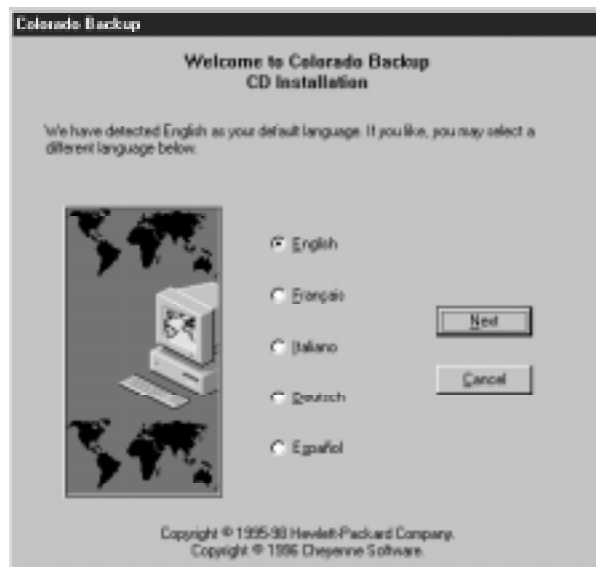 Colorado Backup
Welcome to Colorado Backup
CD Installation
We have detected English as your default language. If you like, you may select a
different language below.
English
Français
Italiano
Deutsch
Español
Next
Cancel
Copyright © 1995-98 Hewlett-Packard Company.
Copyright © 1996 Cheyenne Software.